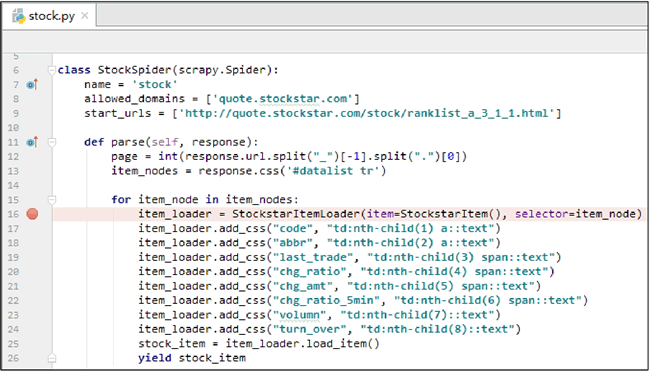 stock.py
5
6 class StockSpider(scrapy.Spider):
7 name = 'stock'
8 allowed_domains = ['quote.stockstar.com']
9 start_urls = ['http://quote.stockstar.com/stock/ranklist_a_3_1_1.html']
10
11 def parse(self, response):
12 page = int(response.url.split("_")[-1].split(".")[0])
13 item_nodes = response.css('#datalist tr')
14
15 for item_node in item_nodes:
16 item_loader = StockstarItemLoader(item=StockstarItem(), selector=item_node)
17 item_loader.add_css("code", "td:nth-child(1) a::text")
18 item_loader.add_css("abbr", "td:nth-child(2) a::text")
19 item_loader.add_css("last_trade", "td:nth-child(3) span::text")
20 item_loader.add_css("chg_ratio", "td:nth-child(4) span::text")
21 item_loader.add_css("chg_amt", "td:nth-child(5) span::text")
22 item_loader.add_css("chg_ratio_5min", "td:nth-child(6) span::text")
23 item_loader.add_css("volumn", "td:nth-child(7)::text")
24 item_loader.add_css("turn_over", "td:nth-child(8)::text")
25 stock_item = item_loader.load_item()
26 yield stock_item